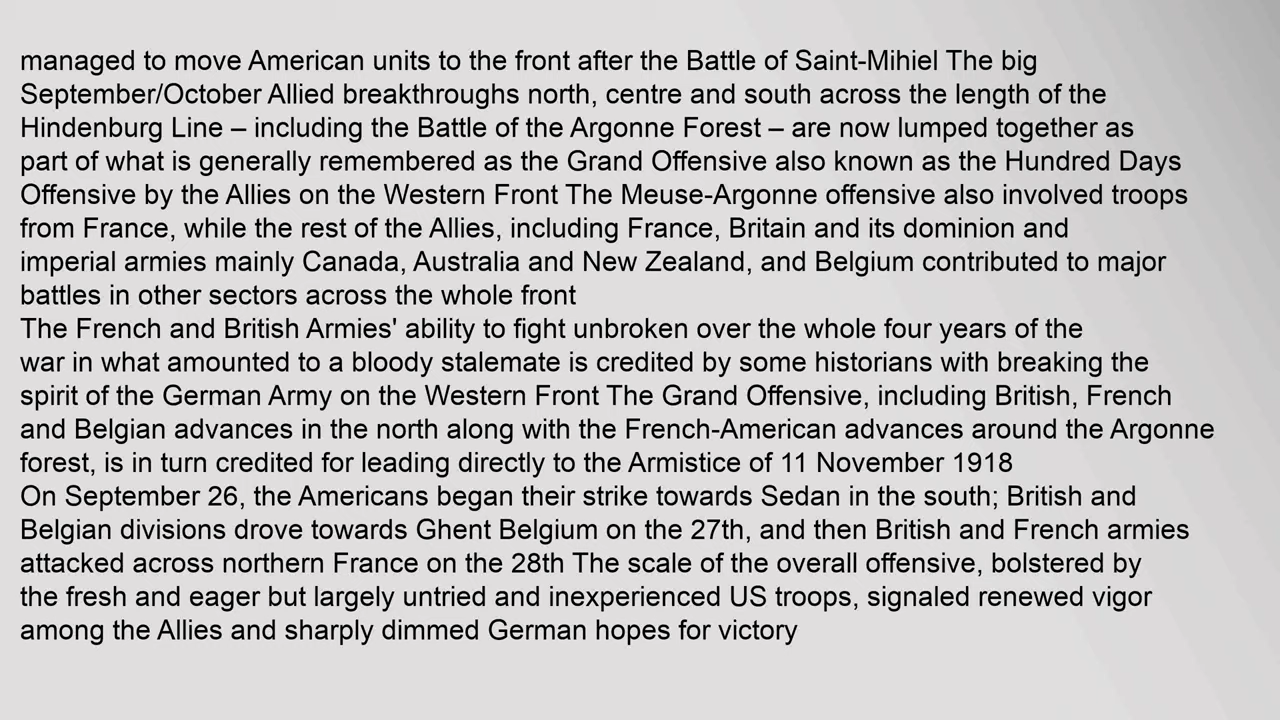 managed to move American units to the front after the Battle of Saint-Mihiel The big
September/October Allied breakthroughs north, centre and south across the length of the
Hindenburg Line – including the Battle of the Argonne Forest – are now lumped together as
part of what is generally remembered as the Grand Offensive also known as the Hundred Days
Offensive by the Allies on the Western Front The Meuse-Argonne offensive also involved troops
from France, while the rest of the Allies, including France, Britain and its dominion and
imperial armies mainly Canada, Australia and New Zealand, and Belgium contributed to major
battles in other sectors across the whole front
The French and British Armies' ability to fight unbroken over the whole four years of the
war in what amounted to a bloody stalemate is credited by some historians with breaking the
spirit of the German Army on the Western Front The Grand Offensive, including British, French
and Belgian advances in the north along with the French-American advances around the Argonne
forest, is in turn credited for leading directly to the Armistice of 11 November 1918
On September 26, the Americans began their strike towards Sedan in the south; British and
Belgian divisions drove towards Ghent Belgium on the 27th, and then British and French armies
attacked across northern France on the 28th The scale of the overall offensive, bolstered by
the fresh and eager but largely untried and inexperienced US troops, signaled renewed vigor
among the Allies and sharply dimmed German hopes for victory